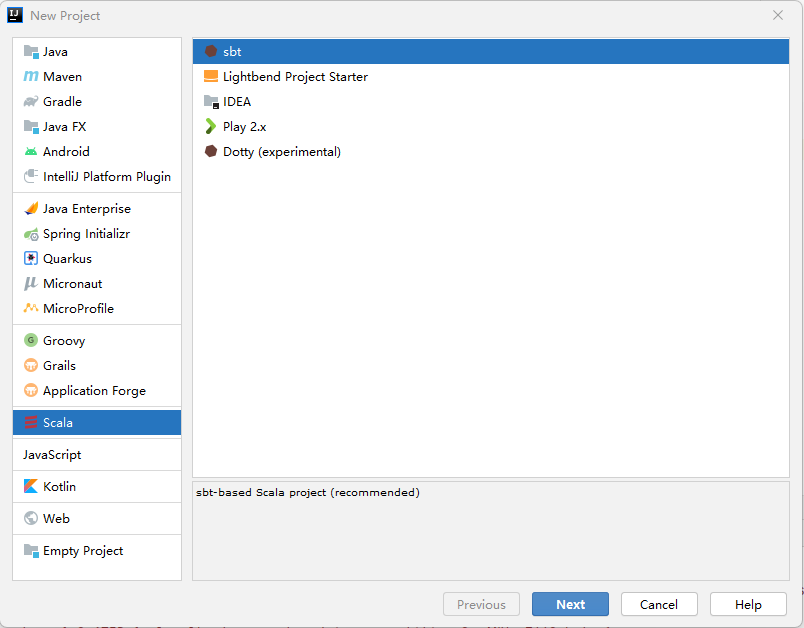 New Project
Java
Maven
Gradle
Java FX
Android
IntelliJ Platform Plugin
Java Enterprise
Spring Initializr
Quarkus
Micronaut
MicroProfile
Groovy
Grails
Application Forge
Scala
JavaScript
Kotlin
Web
Empty Project
sbt
Lightbend Project Starter
IDEA
Play 2.x
Dotty (experimental)
sbt-based Scala project (recommended)
Previous
Next
Cancel
Help